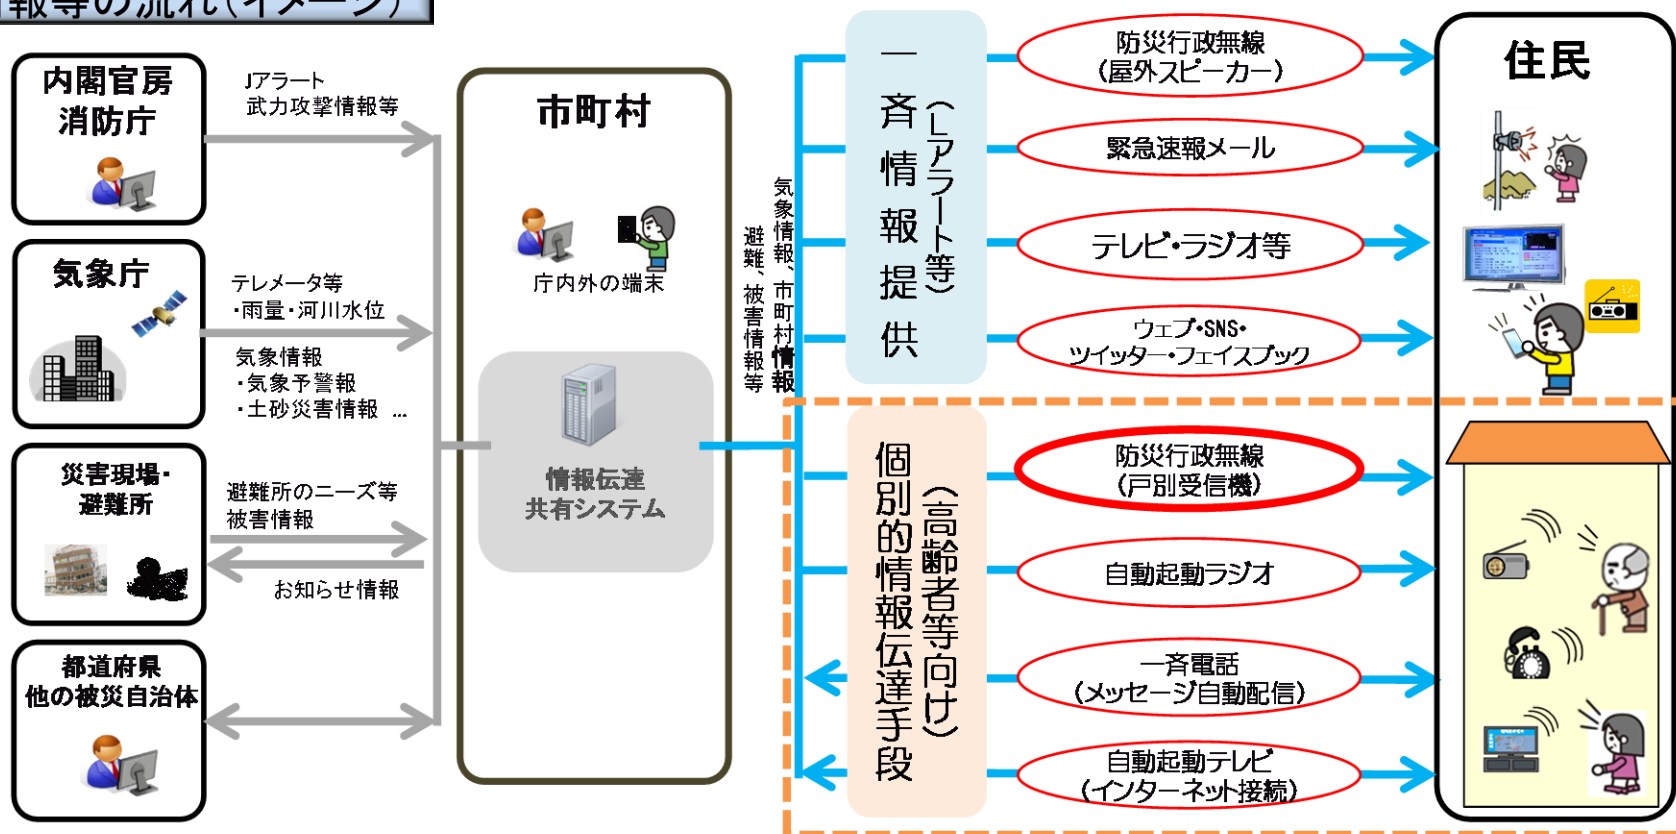 報等の流れ(イメージ)
内閣官房
消防庁
Jアラート
武力攻撃情報等
気象庁
テレメータ等
・雨量・河川水位
気象情報
・気象予警報
・土砂災害情報 …
災害現場・
避難所
避難所のニーズ等
被害情報
お知らせ情報
都道府県
他の被災自治体
市町村
庁内外の端末
情報伝達
共有システム
気象情報、市町村情報
避難、被害情報等
一斉情報提供
(Lアラート等)
防災行政無線
(屋外スピーカー)
緊急速報メール
テレビ・ラジオ等
ウェブ・SNS・
ツイッター・フェイスブック
個別的情報伝達手段
(高齢者等向け)
防災行政無線
(戸別受信機)
自動起動ラジオ
一斉電話
(メッセージ自動配信)
自動起動テレビ
(インターネット接続)
住民